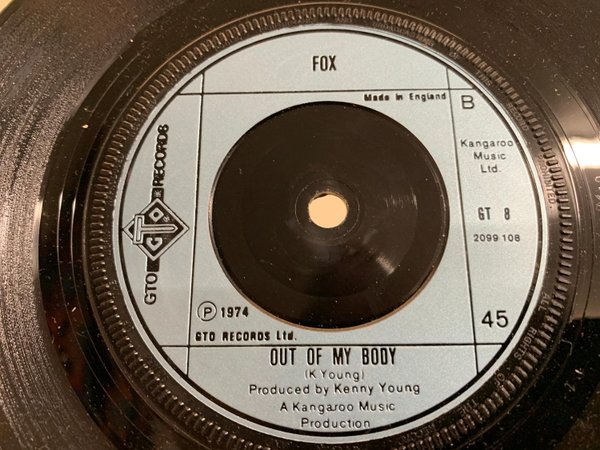 FOX
Made in England
B
Kangaroo
Music
Ltd.
GTO RECORDS
GTO
GT 8
2099 108
℗ 1974
45
GTO RECORDS Ltd.
OUT OF MY BODY
(K Young)
Produced by Kenny Young
A Kangaroo Music
Production